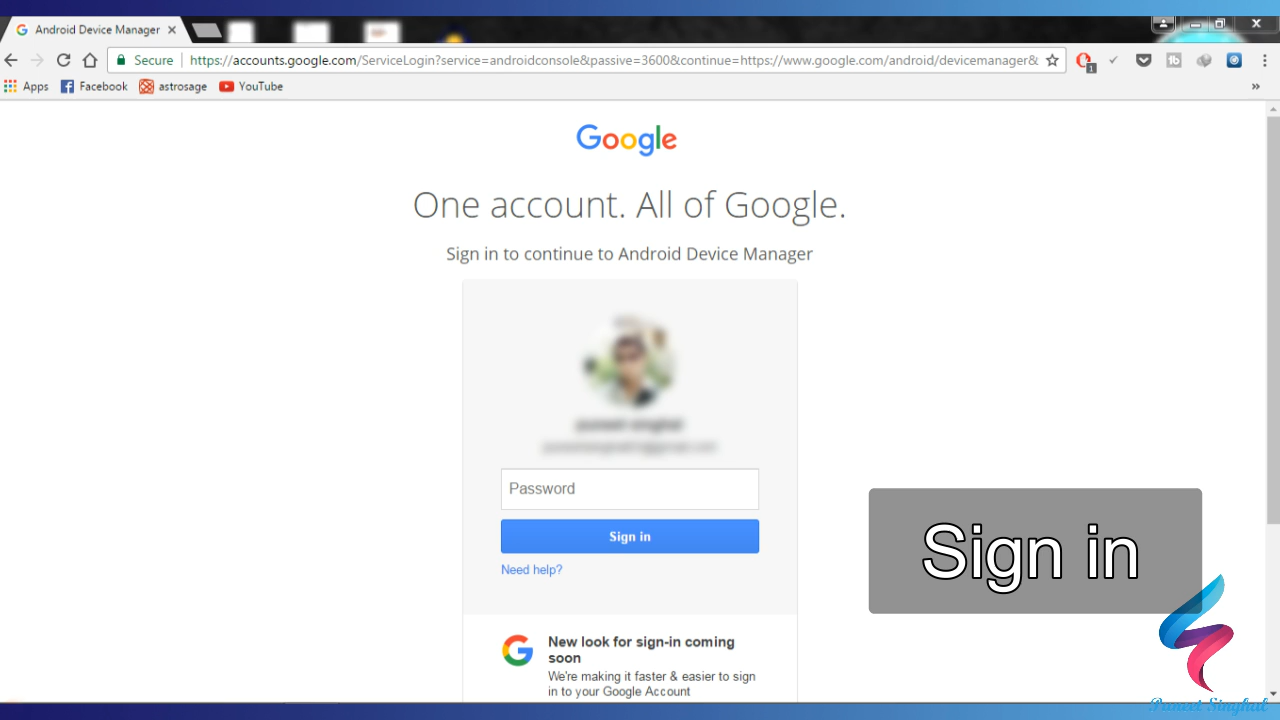 Android Device Manager
Secure
https://accounts.google.com/ServiceLogin?service=androidconsole&passive=3600&continue=https://www.google.com/android/devicemanager&
1
Apps
Facebook
astrosage
YouTube
»
Google
One account. All of Google.
Sign in to continue to Android Device Manager
Password
Sign in
Need help?
New look for sign-in coming
soon
We're making it faster & easier to sign
in to your Google Account
Sign in
Puneet Singhal